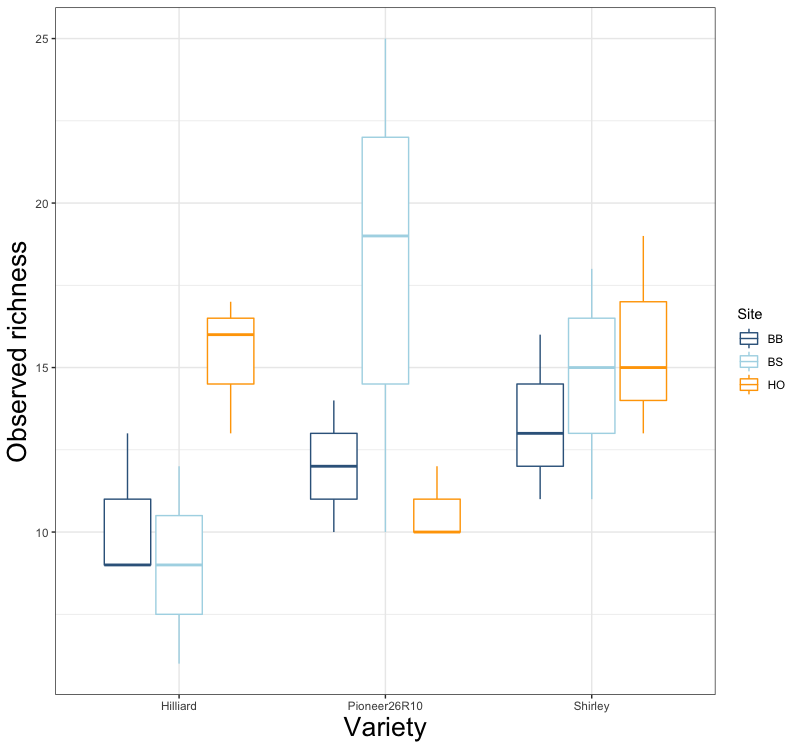 Observed richness
25
20
15
10
Hilliard
Pioneer26R10
Shirley
Variety
Site
BB
BS
HO